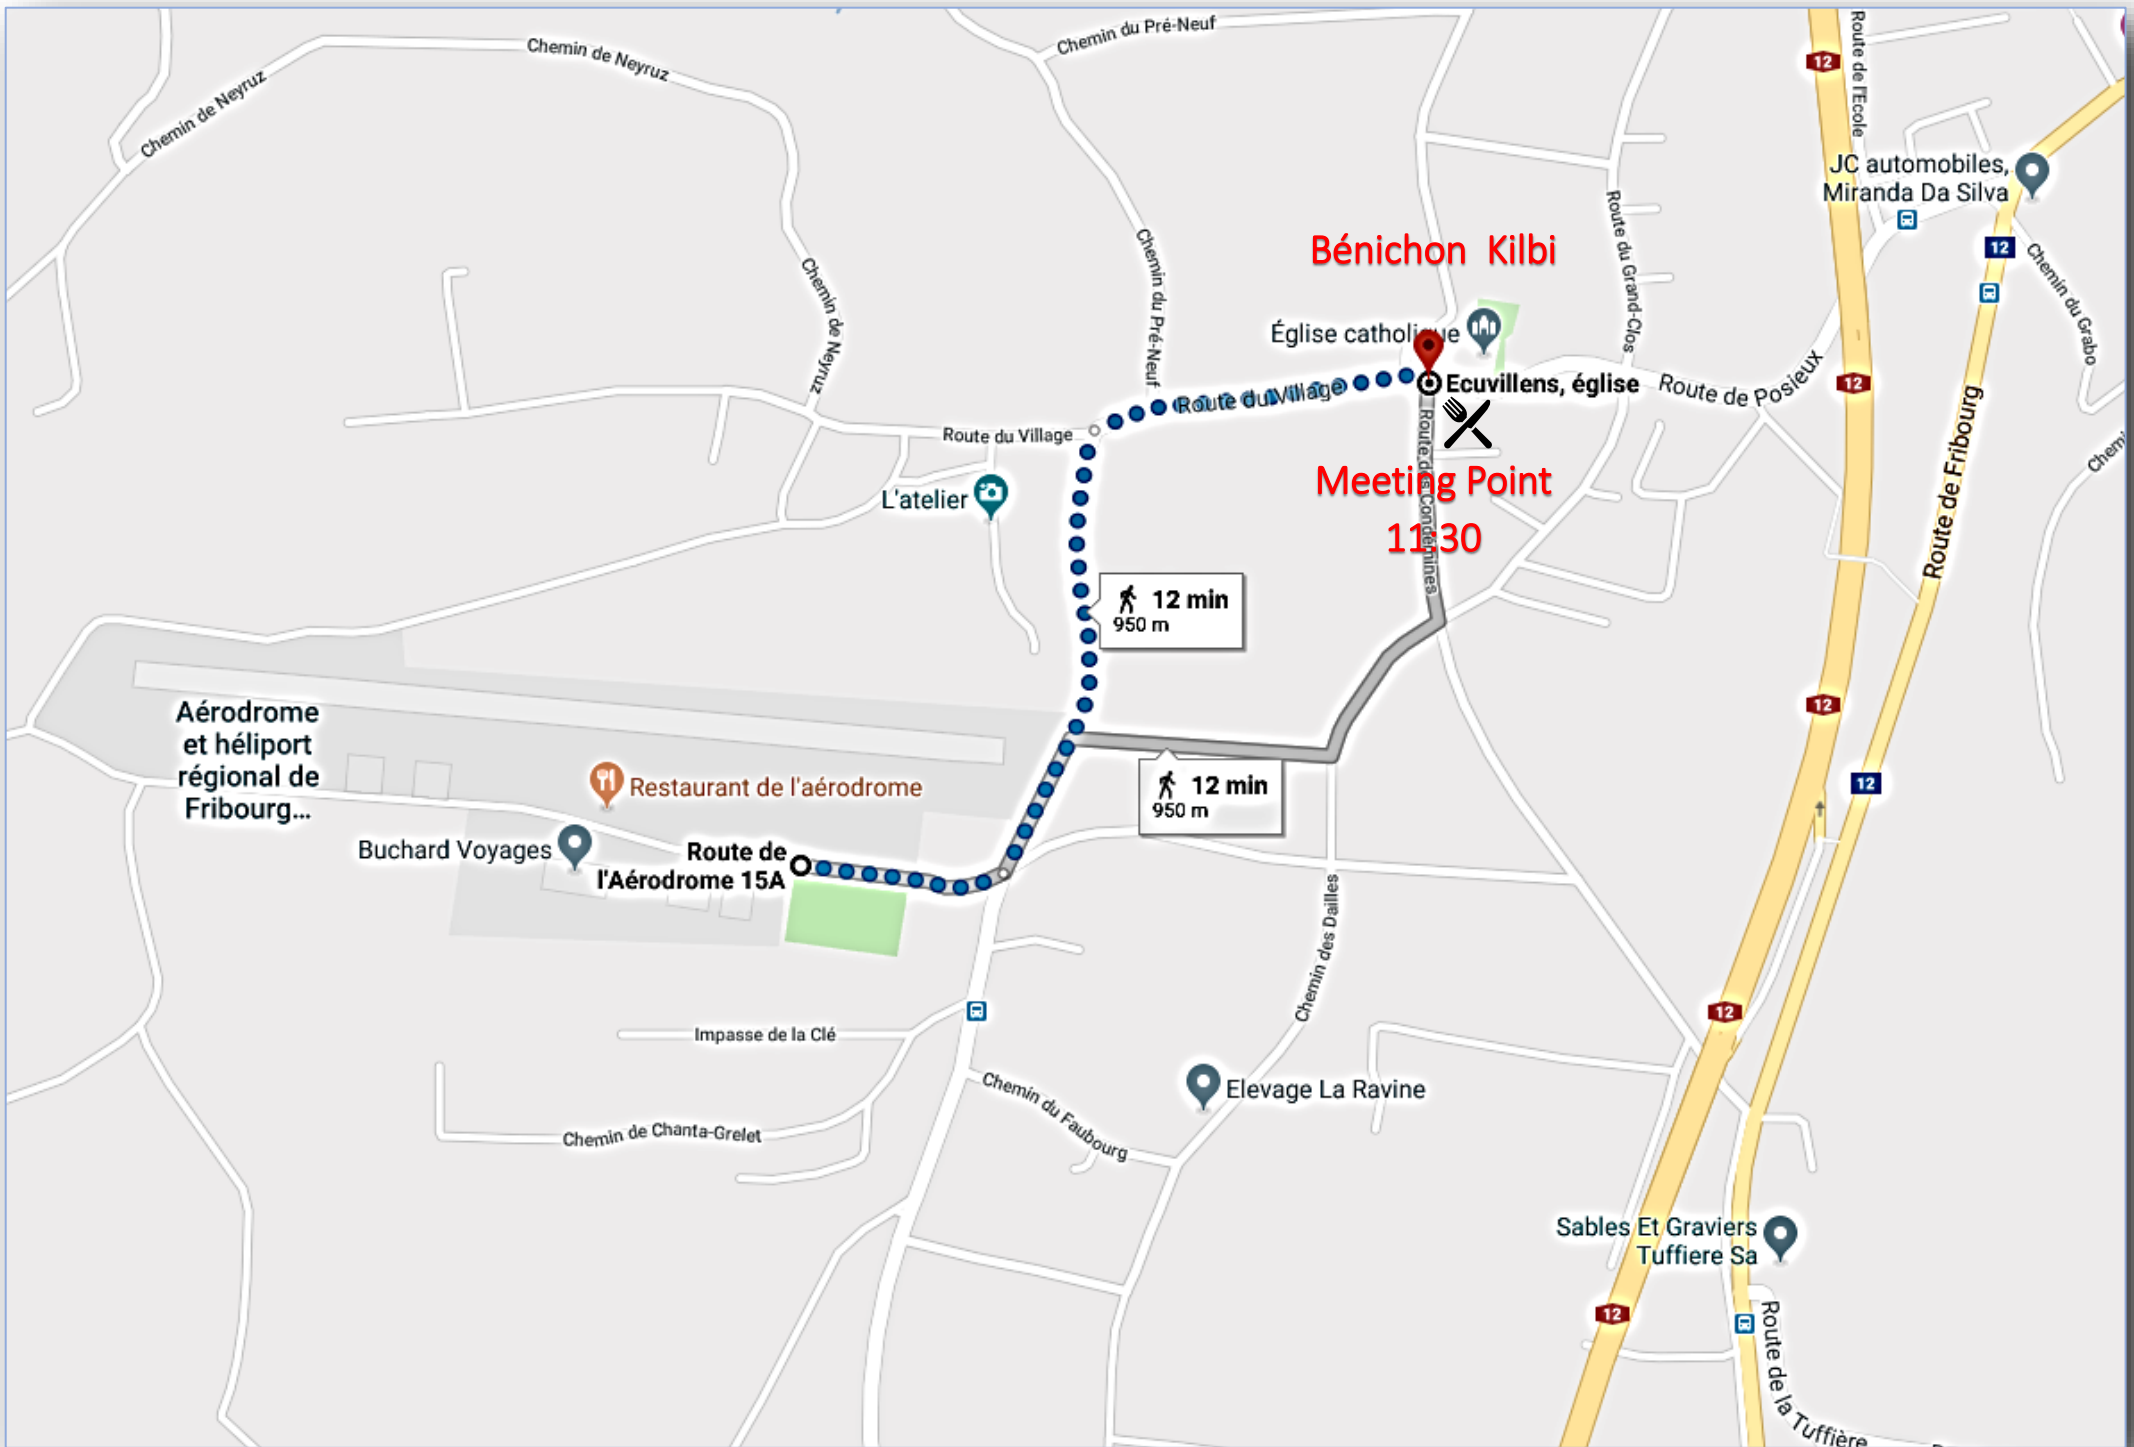 Chemin du Pré-Neuf
Chemin de Neyruz
Chemin de Neyruz
12
Route de l'Ecole
JC automobiles,
Miranda Da Silva
12
Chemin du Grabo
Route du Grand-Clos
Chemin du Pré-Neuf
Chemin de Neyruz
Bénichon Kilbi
Église catholique
Ecuvillens, église
Route de Posieux
12
Route de Fribourg
Chemi
Route du Village
Route du Village
L'atelier
Route des Condémines
Meeting Point
11:30
12 min
950 m
Aérodrome
et héliport
régional de
Fribourg...
Restaurant de l'aérodrome
12 min
950 m
12
12
Buchard Voyages
Route de
l'Aérodrome 15A
Chemin des Dailles
12
Impasse de la Clé
Chemin du Faubourg
Elevage La Ravine
Chemin de Chanta-Grelet
Sables Et Graviers
Tuffiere Sa
12
Route de la Tuffière